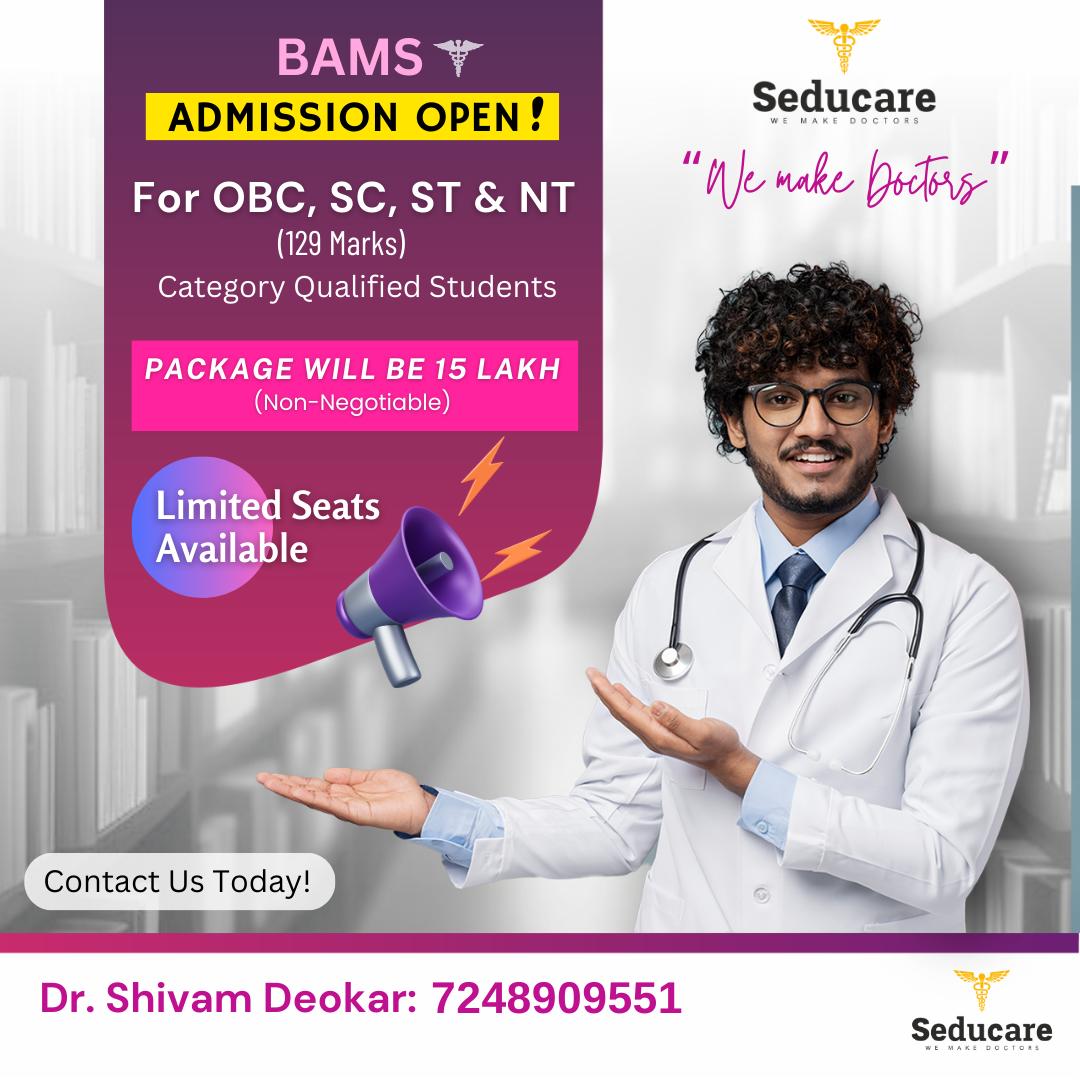 BAMS
ADMISSION OPEN!
For OBC, SC, ST & NT
(129 Marks)
Category Qualified Students
PACKAGE WILL BE 15 LAKH
(Non-Negotiable)
Limited Seats
Available
Seducare
WE MAKE DOCTORS
“We make Doctors”
Contact Us Today!
Dr. Shivam Deokar: 7248909551
Seducare
WE MAKE DOCTORS